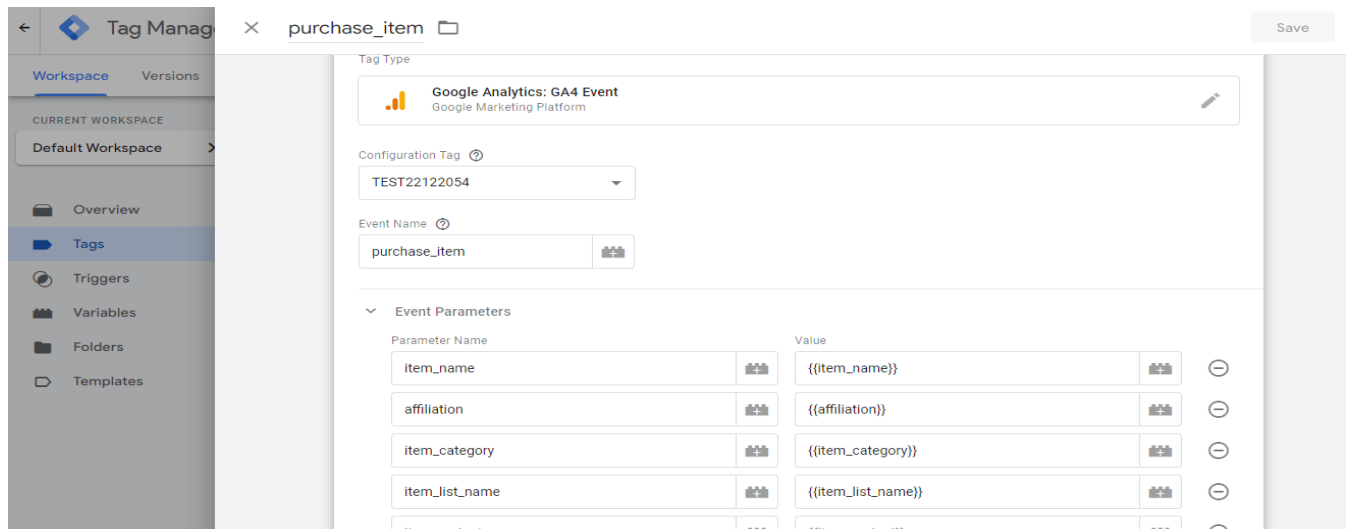 Tag Manag
purchase_item
Save
Workspace Versions
CURRENT WORKSPACE
Default Workspace
Overview
Tags
Triggers
Variables
Folders
Templates
Tag Type
Google Analytics: GA4 Event
Google Marketing Platform
Configuration Tag
TEST22122054
Event Name
purchase_item
Event Parameters
Parameter Name Value
item_name {{item_name}}
affiliation {{affiliation}}
item_category {{item_category}}
item_list_name {{item_list_name}}